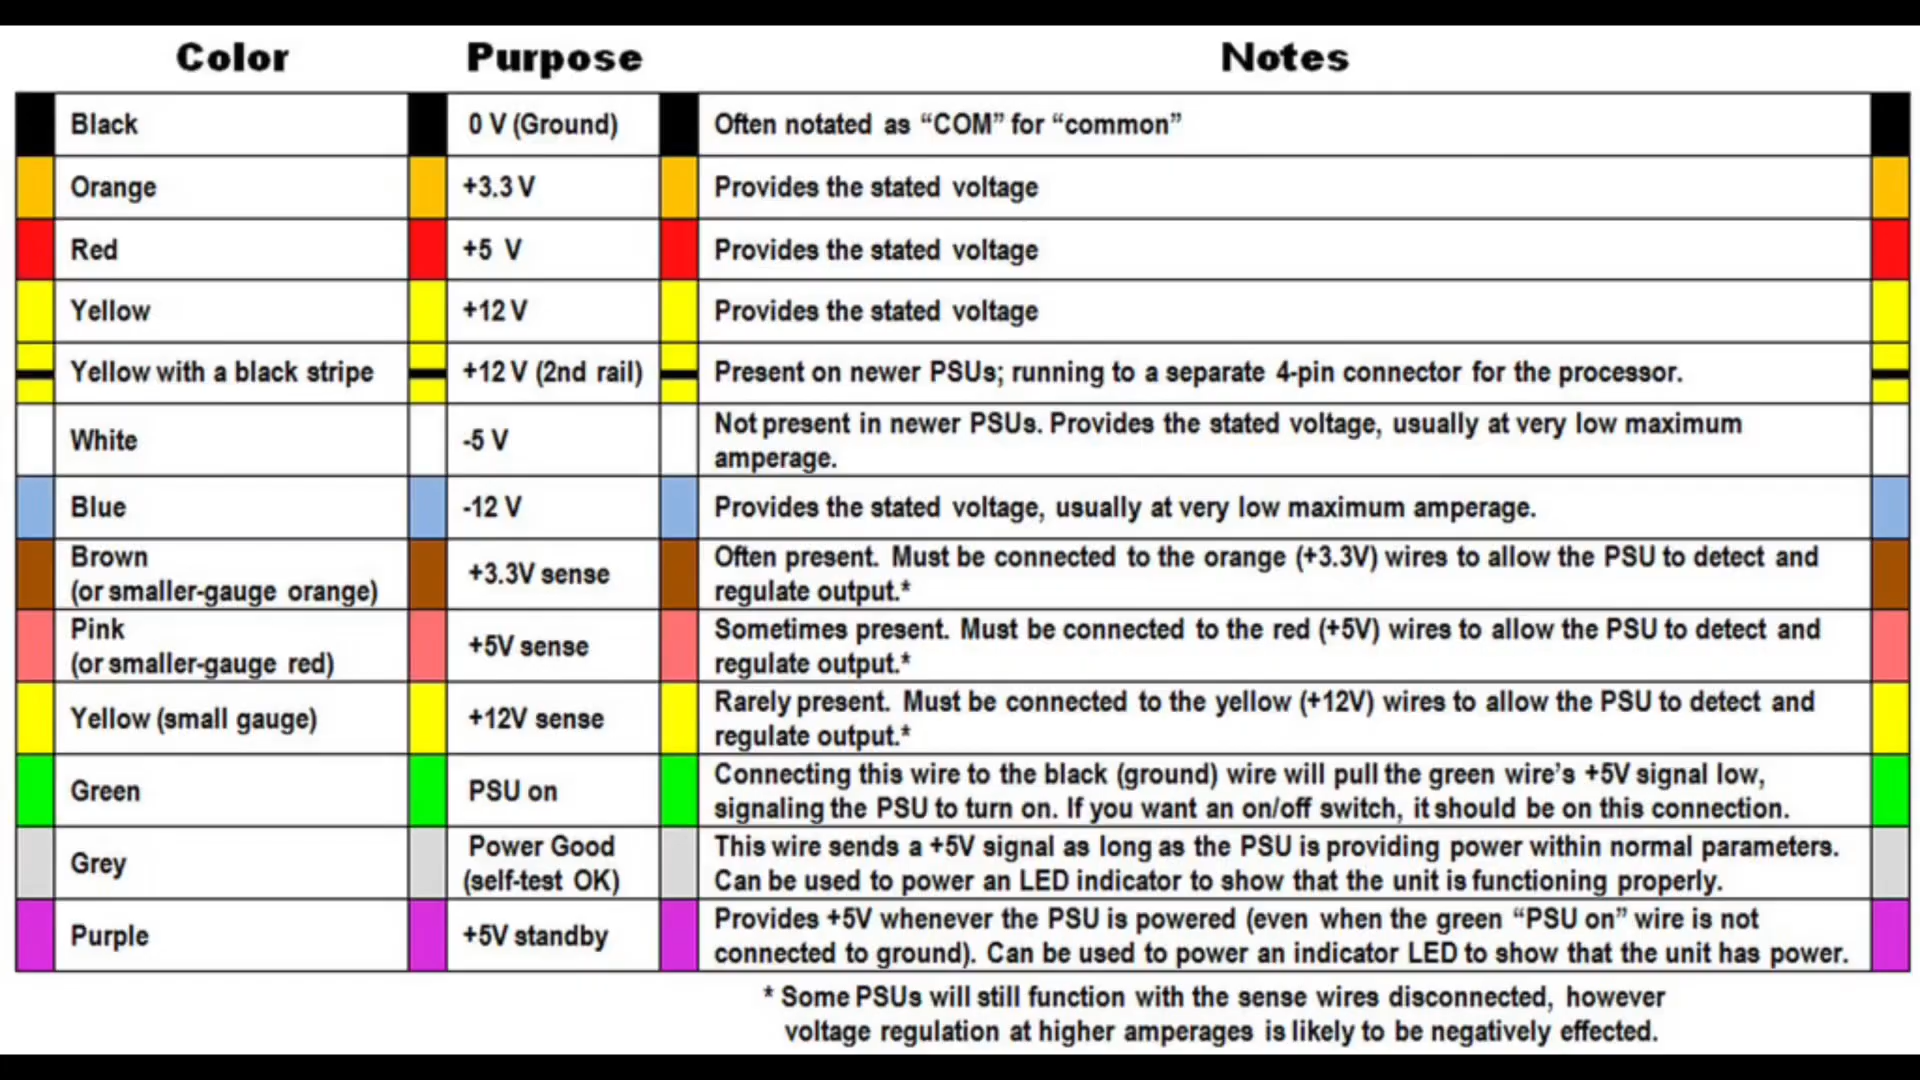 Color Purpose Notes
Black 0 V (Ground) Often notated as “COM” for “common”
Orange +3.3 V Provides the stated voltage
Red +5 V Provides the stated voltage
Yellow +12 V Provides the stated voltage
Yellow with a black stripe +12 V (2nd rail) Present on newer PSUs; running to a separate 4-pin connector for the processor.
White -5 V Not present in newer PSUs. Provides the stated voltage, usually at very low maximum
amperage.
Blue -12 V Provides the stated voltage, usually at very low maximum amperage.
Brown
(or smaller-gauge orange) +3.3V sense Often present. Must be connected to the orange (+3.3V) wires to allow the PSU to detect and
regulate output.*
Pink
(or smaller-gauge red) +5V sense Sometimes present. Must be connected to the red (+5V) wires to allow the PSU to detect and
regulate output.*
Yellow (small gauge) +12V sense Rarely present. Must be connected to the yellow (+12V) wires to allow the PSU to detect and
regulate output.*
Green PSU on Connecting this wire to the black (ground) wire will pull the green wire’s +5V signal low,
signaling the PSU to turn on. If you want an on/off switch, it should be on this connection.
Grey Power Good
(self-test OK) This wire sends a +5V signal as long as the PSU is providing power within normal parameters.
Can be used to power an LED indicator to show that the unit is functioning properly.
Purple +5V standby Provides +5V whenever the PSU is powered (even when the green “PSU on” wire is not
connected to ground). Can be used to power an indicator LED to show that the unit has power.
* Some PSUs will still function with the sense wires disconnected, however
voltage regulation at higher amperages is likely to be negatively effected.